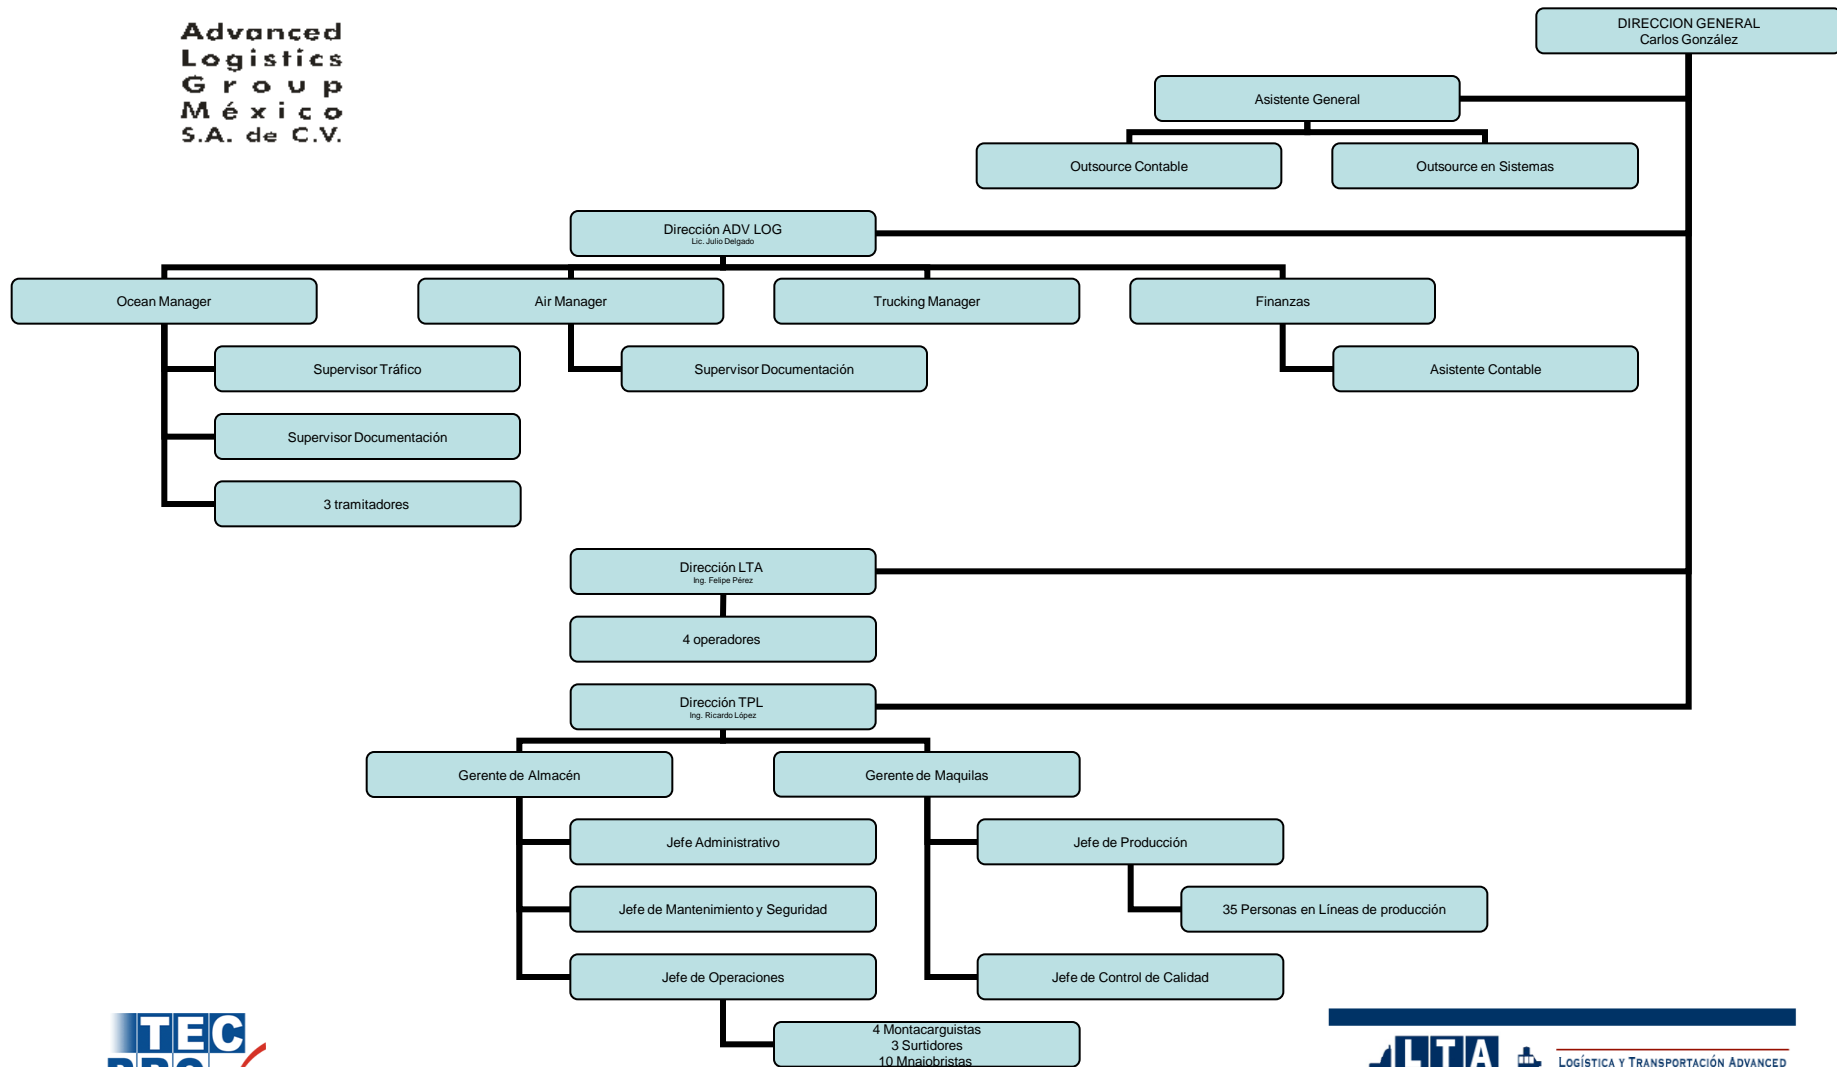 Advanced
Logistics
Group
México
S.A. de C.V.
DIRECCION GENERAL
Carlos González
Asistente General
Outsource Contable
Outsource en Sistemas
Dirección ADV LOG
Lic. Julio Delgado
Ocean Manager
Air Manager
Trucking Manager
Finanzas
Supervisor Tráfico
Supervisor Documentación
Asistente Contable
Supervisor Documentación
3 tramitadores
Dirección LTA
Ing. Felipe Pérez
4 operadores
Dirección TPL
Ing. Ricardo López
Gerente de Almacén
Gerente de Maquilas
Jefe Administrativo
Jefe de Producción
Jefe de Mantenimiento y Seguridad
35 Personas en Líneas de producción
Jefe de Operaciones
Jefe de Control de Calidad
4 Montacarguistas
3 Surtidores
10 Mnaiobristas
TEC
PRO
LTA
LOGÍSTICA Y TRANSPORTACIÓN ADVANCED